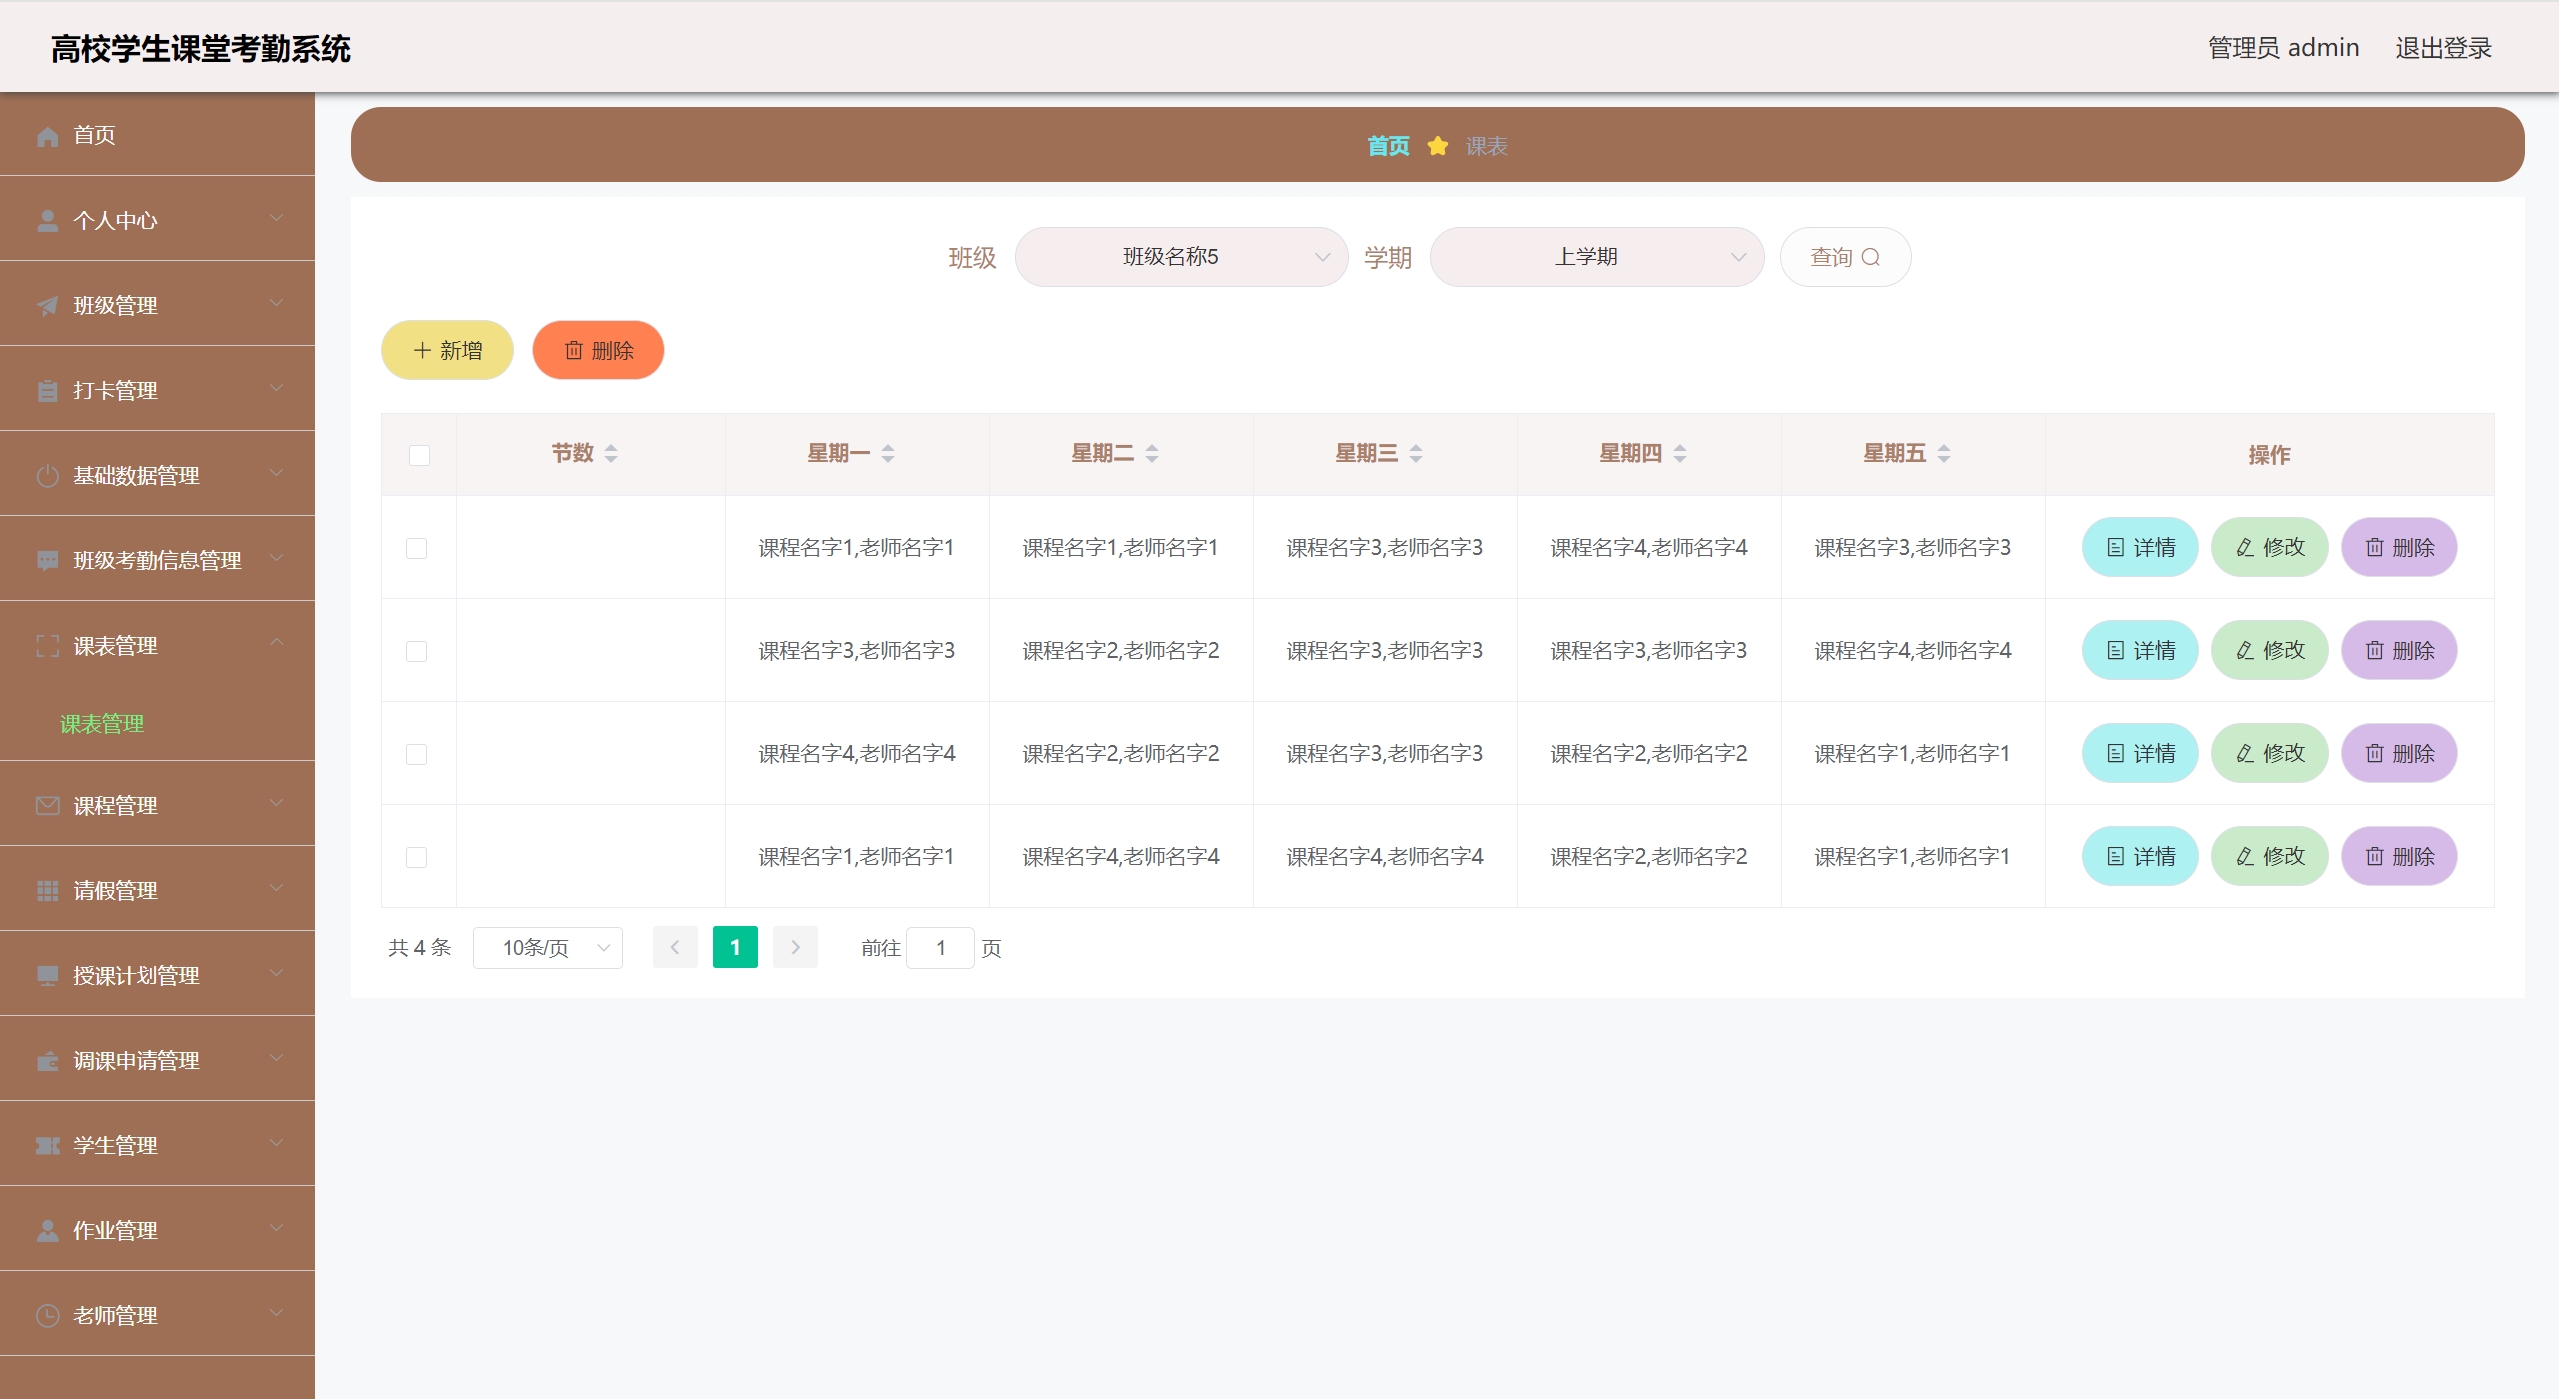 高校学生课堂考勤系统
管理员 admin 退出登录
首页
个人中心
班级管理
打卡管理
基础数据管理
班级考勤信息管理
课表管理
课表管理
课程管理
请假管理
授课计划管理
调课申请管理
学生管理
作业管理
老师管理
首页 课表
班级 班级名称5 学期 上学期 查询
新增 删除
节数 星期一 星期二 星期三 星期四 星期五 操作
课程名字1,老师名字1 课程名字1,老师名字1 课程名字3,老师名字3 课程名字4,老师名字4 课程名字3,老师名字3 详情 修改 删除
课程名字3,老师名字3 课程名字2,老师名字2 课程名字3,老师名字3 课程名字3,老师名字3 课程名字4,老师名字4 详情 修改 删除
课程名字4,老师名字4 课程名字2,老师名字2 课程名字3,老师名字3 课程名字2,老师名字2 课程名字1,老师名字1 详情 修改 删除
课程名字1,老师名字1 课程名字4,老师名字4 课程名字4,老师名字4 课程名字2,老师名字2 课程名字1,老师名字1 详情 修改 删除
共 4 条 10条/页 1 前往 1 页